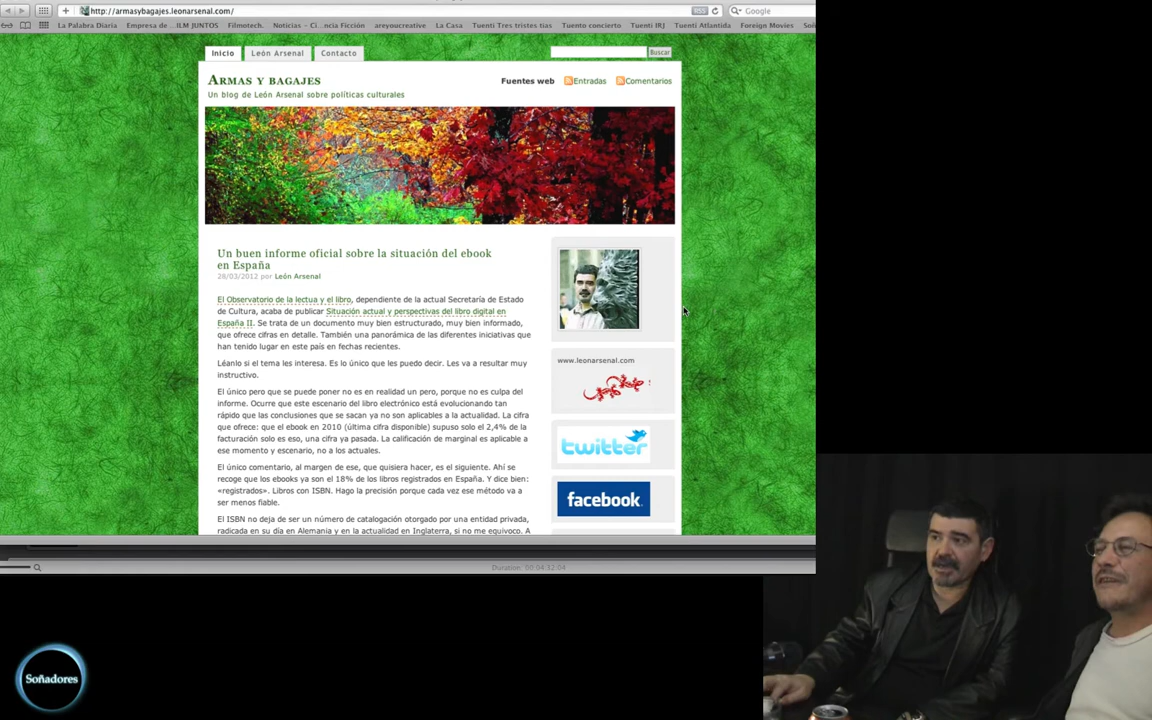 http://armasybagajes.leonarsenal.com/
RSS
Google
La Palabra Diaria
Empresa de ...ILM JUNTOS
Filmotech.
Noticias – Ci...ncia Ficción
areyoucreative
La Casa
Tuenti Tres tristes tias
Tuento concierto
Tuenti IRJ
Tuenti Atlantida
Foreign Movies
Inicio
León Arsenal
Contacto
Buscar
Armas y bagajes
Un blog de León Arsenal sobre políticas culturales
Fuentes web
Entradas
Comentarios
Un buen informe oficial sobre la situación del ebook
en España
28/03/2012 por León Arsenal
El Observatorio de la lectua y el libro, dependiente de la actual Secretaría de Estado
de Cultura, acaba de publicar Situación actual y perspectivas del libro digital en
España II. Se trata de un documento muy bien estructurado, muy bien informado,
que ofrece cifras en detalle. También una panorámica de las diferentes iniciativas que
han tenido lugar en este país en fechas recientes.
Léanlo si el tema les interesa. Es lo único que les puedo decir. Les va a resultar muy
instructivo.
El único pero que se puede poner no es en realidad un pero, porque no es culpa del
informe. Ocurre que este escenario del libro electrónico está evolucionando tan
rápido que las conclusiones que se sacan ya no son aplicables a la actualidad. La cifra
que ofrece: que el ebook en 2010 (última cifra disponible) supuso solo el 2,4% de la
facturación solo es eso, una cifra ya pasada. La calificación de marginal es aplicable a
ese momento y escenario, no a los actuales.
El único comentario, al margen de ese, que quisiera hacer, es el siguiente. Ahí se
recoge que los ebooks ya son el 18% de los libros registrados en España. Y dice bien:
«registrados». Libros con ISBN. Hago la precisión porque cada vez ese método va a
ser menos fiable.
El ISBN no deja de ser un número de catalogación otorgado por una entidad privada,
radicada en su día en Alemania y en la actualidad en Inglaterra, si no me equivoco. A
www.leonarsenal.com
twitter
facebook
Duration: 00:04:32:04
Soñadores